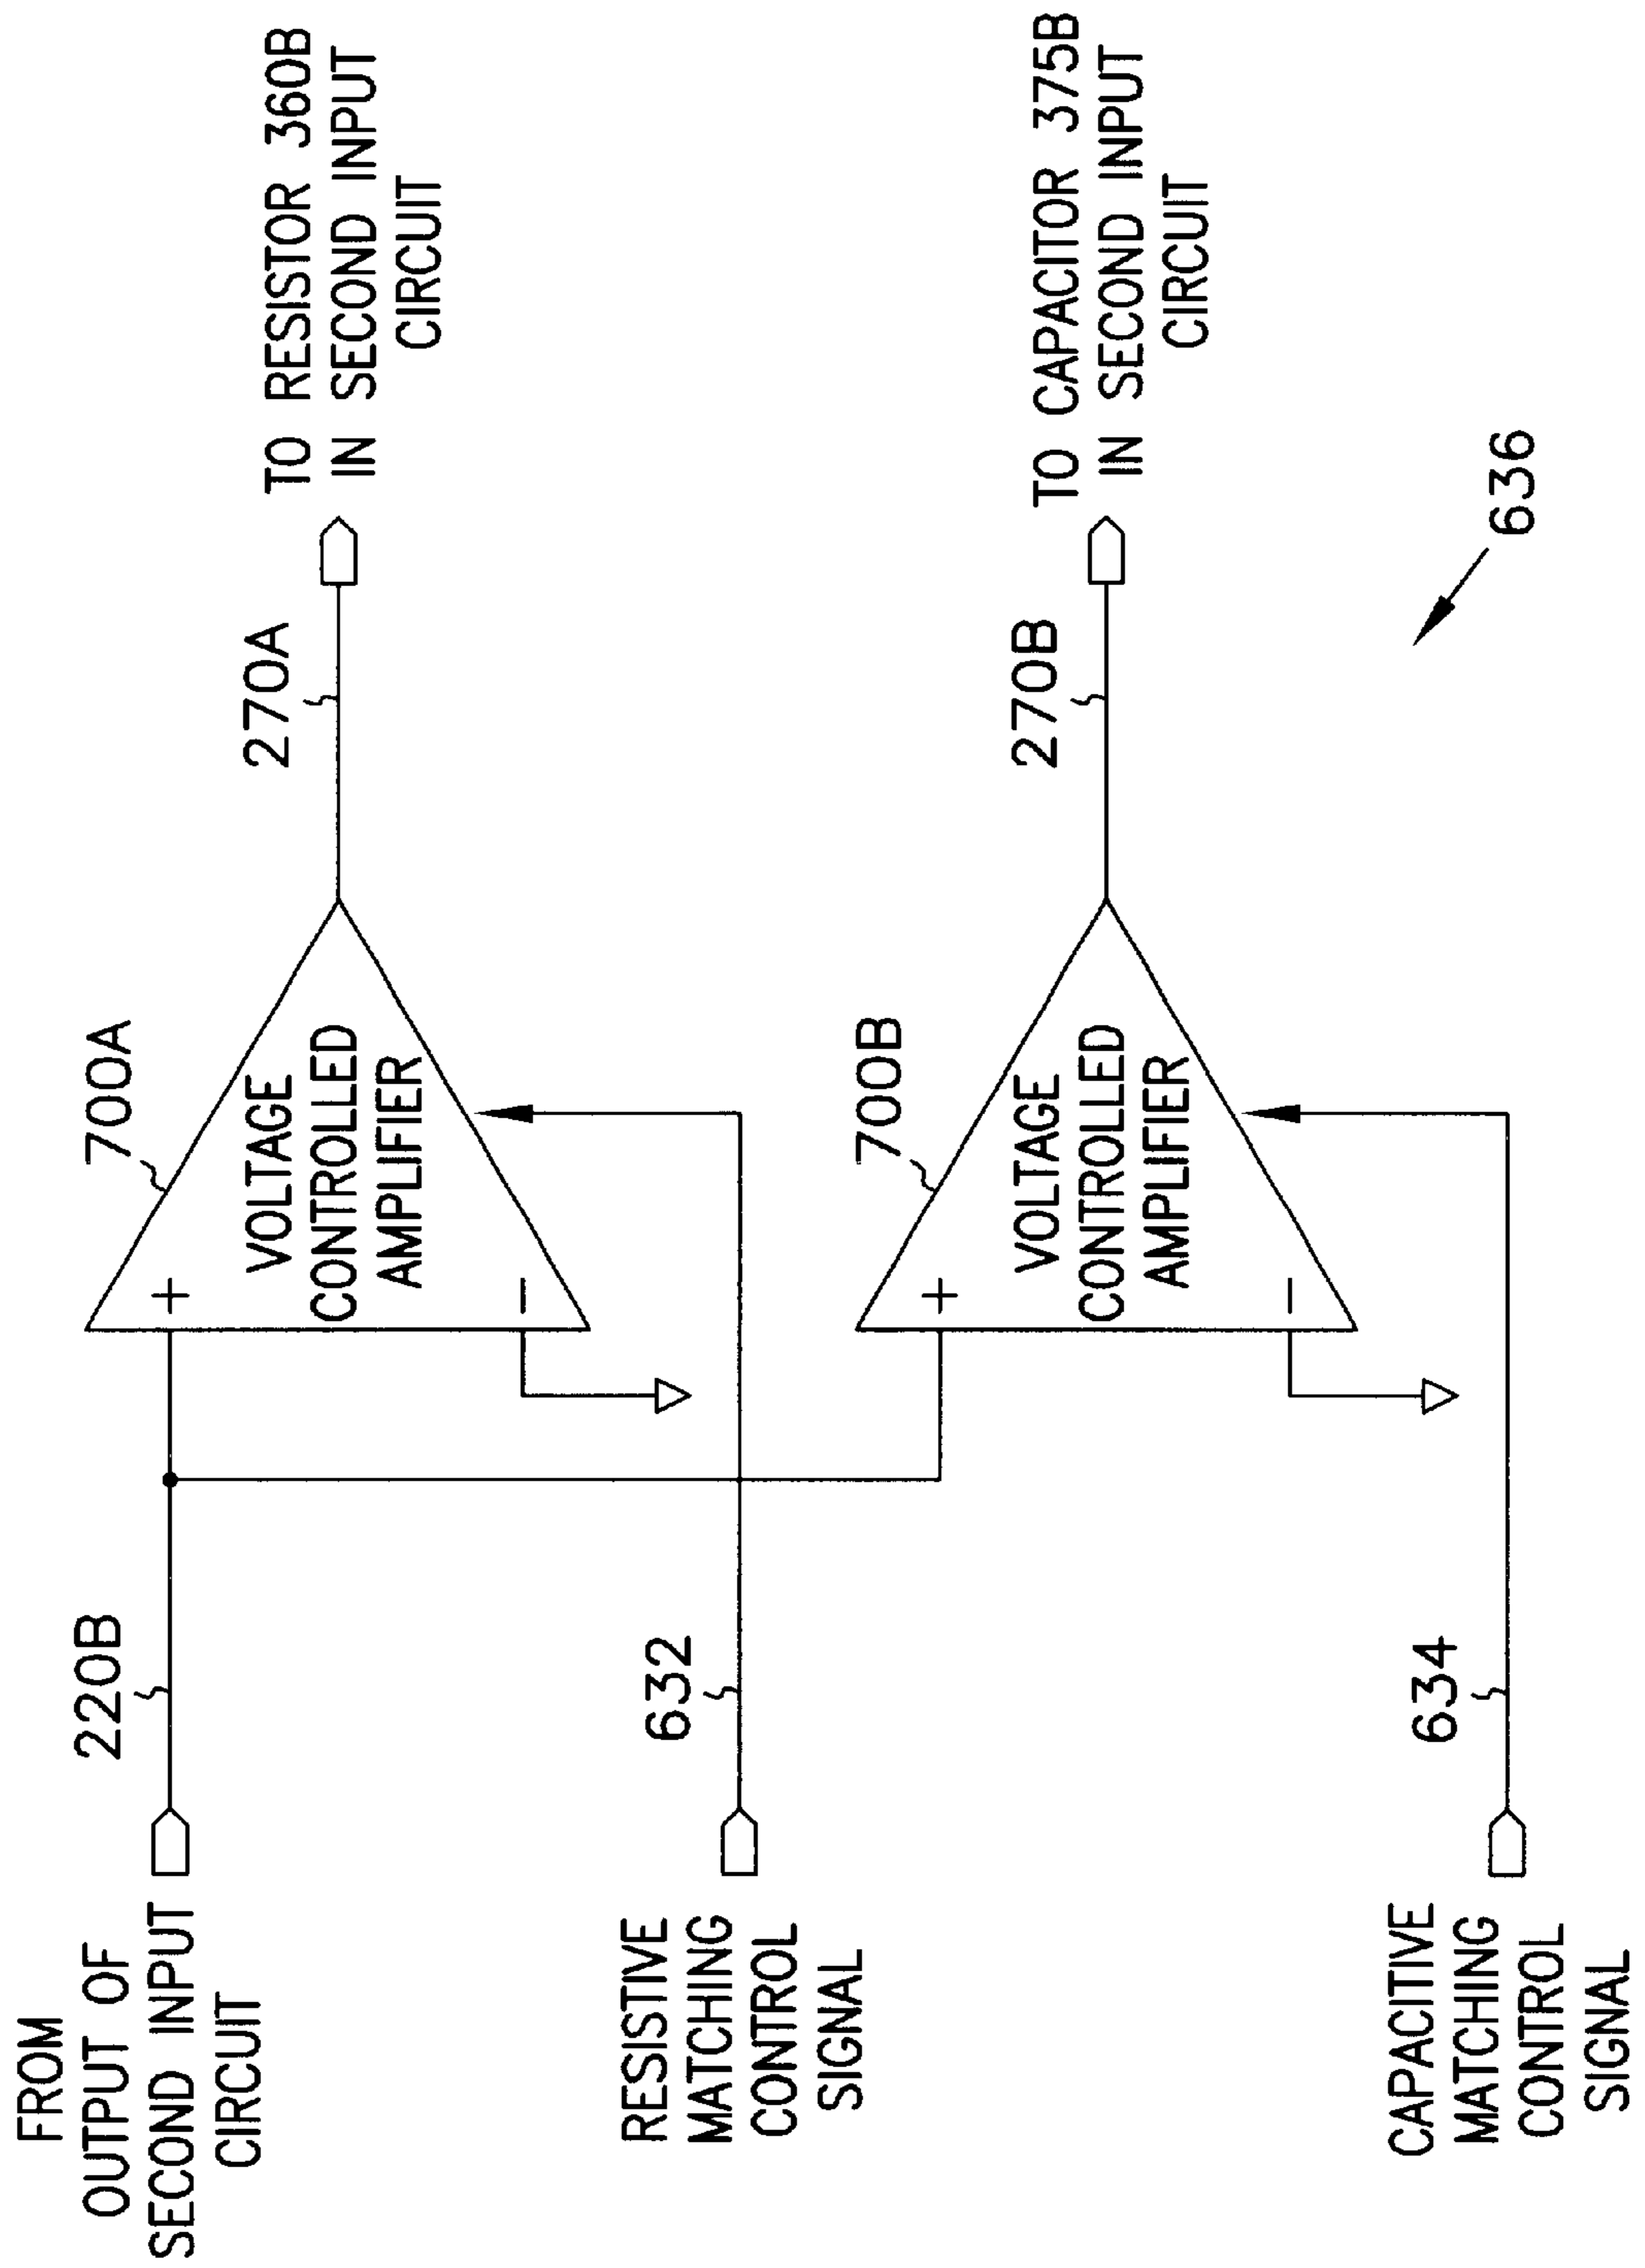 FROM
OUTPUT OF
SECOND INPUT
CIRCUIT
220B
700A
+
−
VOLTAGE
CONTROLLED
AMPLIFIER
270A
TO RESISTOR 360B
IN SECOND INPUT
CIRCUIT
RESISTIVE
MATCHING
CONTROL
SIGNAL
632
700B
+
−
VOLTAGE
CONTROLLED
AMPLIFIER
270B
TO CAPACITOR 375B
IN SECOND INPUT
CIRCUIT
CAPACITIVE
MATCHING
CONTROL
SIGNAL
634
636